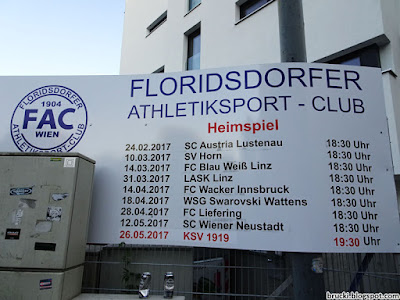 FLORIDSDORFER
ATHLETIKSPORT-CLUB
1904
FAC
WIEN
FLORIDSDORFER
ATHLETIKSPORT - CLUB
Heimspiel
24.02.2017 SC Austria Lustenau 18:30 Uhr
10.03.2017 SV Horn 18:30 Uhr
14.03.2017 FC Blau Weiß Linz 18:30 Uhr
31.03.2017 LASK Linz 18:30 Uhr
14.04.2017 FC Wacker Innsbruck 18:30 Uhr
18.04.2017 WSG Swarovski Wattens 18:30 Uhr
28.04.2017 FC Liefering 18:30 Uhr
12.05.2017 SC Wiener Neustadt 18:30 Uhr
26.05.2017 KSV 1919 19:30 Uhr
brucki.blogspot.com